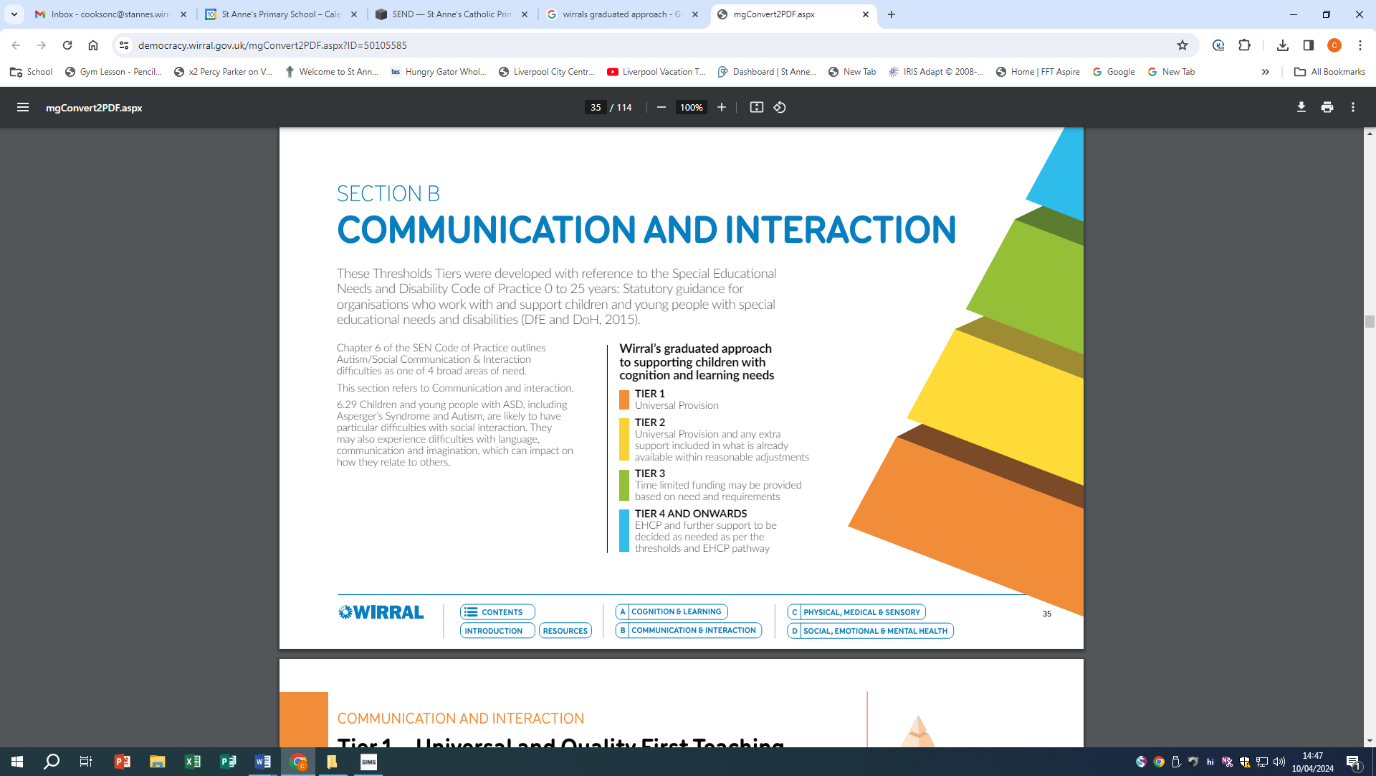 Inbox - cooksonc@stannes.wirr
St Anne's Primary School – Cale
SEND — St Anne's Catholic Prin
wirrals graduated approach - G
mgConvert2PDF.aspx
democracy.wirral.gov.uk/mgConvert2PDF.aspx?ID=50105585
School
Gym Lesson - Pencil...
x2 Percy Parker on V...
Welcome to St Ann...
Hungry Gator Whol...
Liverpool City Centr...
Liverpool Vacation T...
Dashboard | St Anne...
New Tab
IRIS Adapt © 2008-...
Home | FFT Aspire
Google
New Tab
»
All Bookmarks
mgConvert2PDF.aspx
35 / 114
100%
SECTION B
COMMUNICATION AND INTERACTION
These Thresholds Tiers were developed with reference to the Special Educational
Needs and Disability Code of Practice 0 to 25 years: Statutory guidance for
organisations who work with and support children and young people with special
educational needs and disabilities (DfE and DoH, 2015).
Chapter 6 of the SEN Code of Practice outlines
Autism/Social Communication & Interaction
difficulties as one of 4 broad areas of need.
This section refers to Communication and interaction.
6.29 Children and young people with ASD, including
Asperger's Syndrome and Autism, are likely to have
particular difficulties with social interaction. They
may also experience difficulties with language,
communication and imagination, which can impact on
how they relate to others.
Wirral's graduated approach
to supporting children with
cognition and learning needs
TIER 1
Universal Provision
TIER 2
Universal Provision and any extra
support included in what is already
available within reasonable adjustments
TIER 3
Time limited funding may be provided
based on need and requirements
TIER 4 AND ONWARDS
EHCP and further support to be
decided as needed as per the
thresholds and EHCP pathway
WIRRAL
CONTENTS
INTRODUCTION
RESOURCES
A COGNITION & LEARNING
B COMMUNICATION & INTERACTION
C PHYSICAL, MEDICAL & SENSORY
D SOCIAL, EMOTIONAL & MENTAL HEALTH
35
COMMUNICATION AND INTERACTION
Tier 1 – Universal and Quality First Teaching
SIMS
14:47
10/04/2024